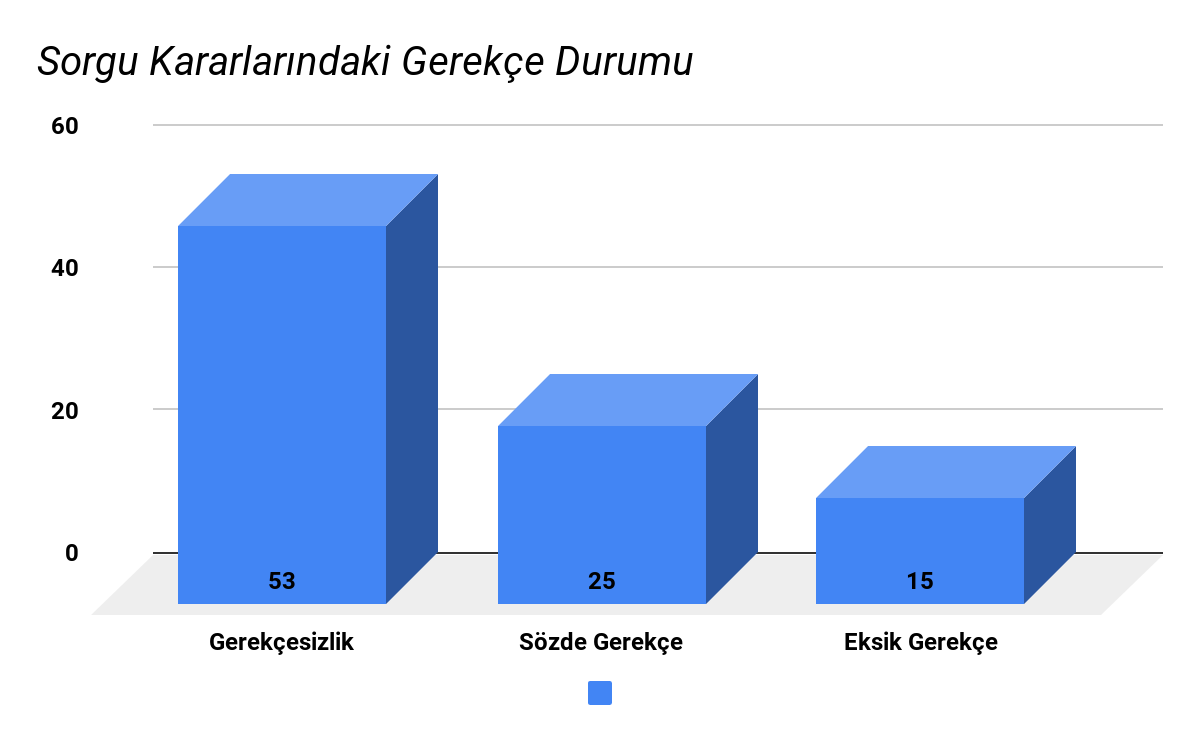 Sorgu Kararlarındaki Gerekçe Durumu
60
40
20
0
53
25
15
Gerekçesizlik
Sözde Gerekçe
Eksik Gerekçe